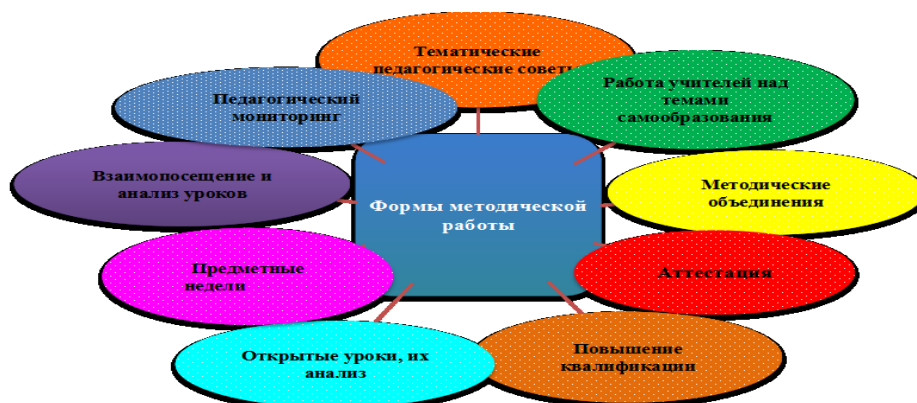 Тематические
педагогические советы
Работа учителей над
темами
самообразования
Педагогический
мониторинг
Взаимопосещение и
анализ уроков
Формы методической
работы
Методические
объединения
Предметные
недели
Аттестация
Открытые уроки, их
анализ
Повышение
квалификации